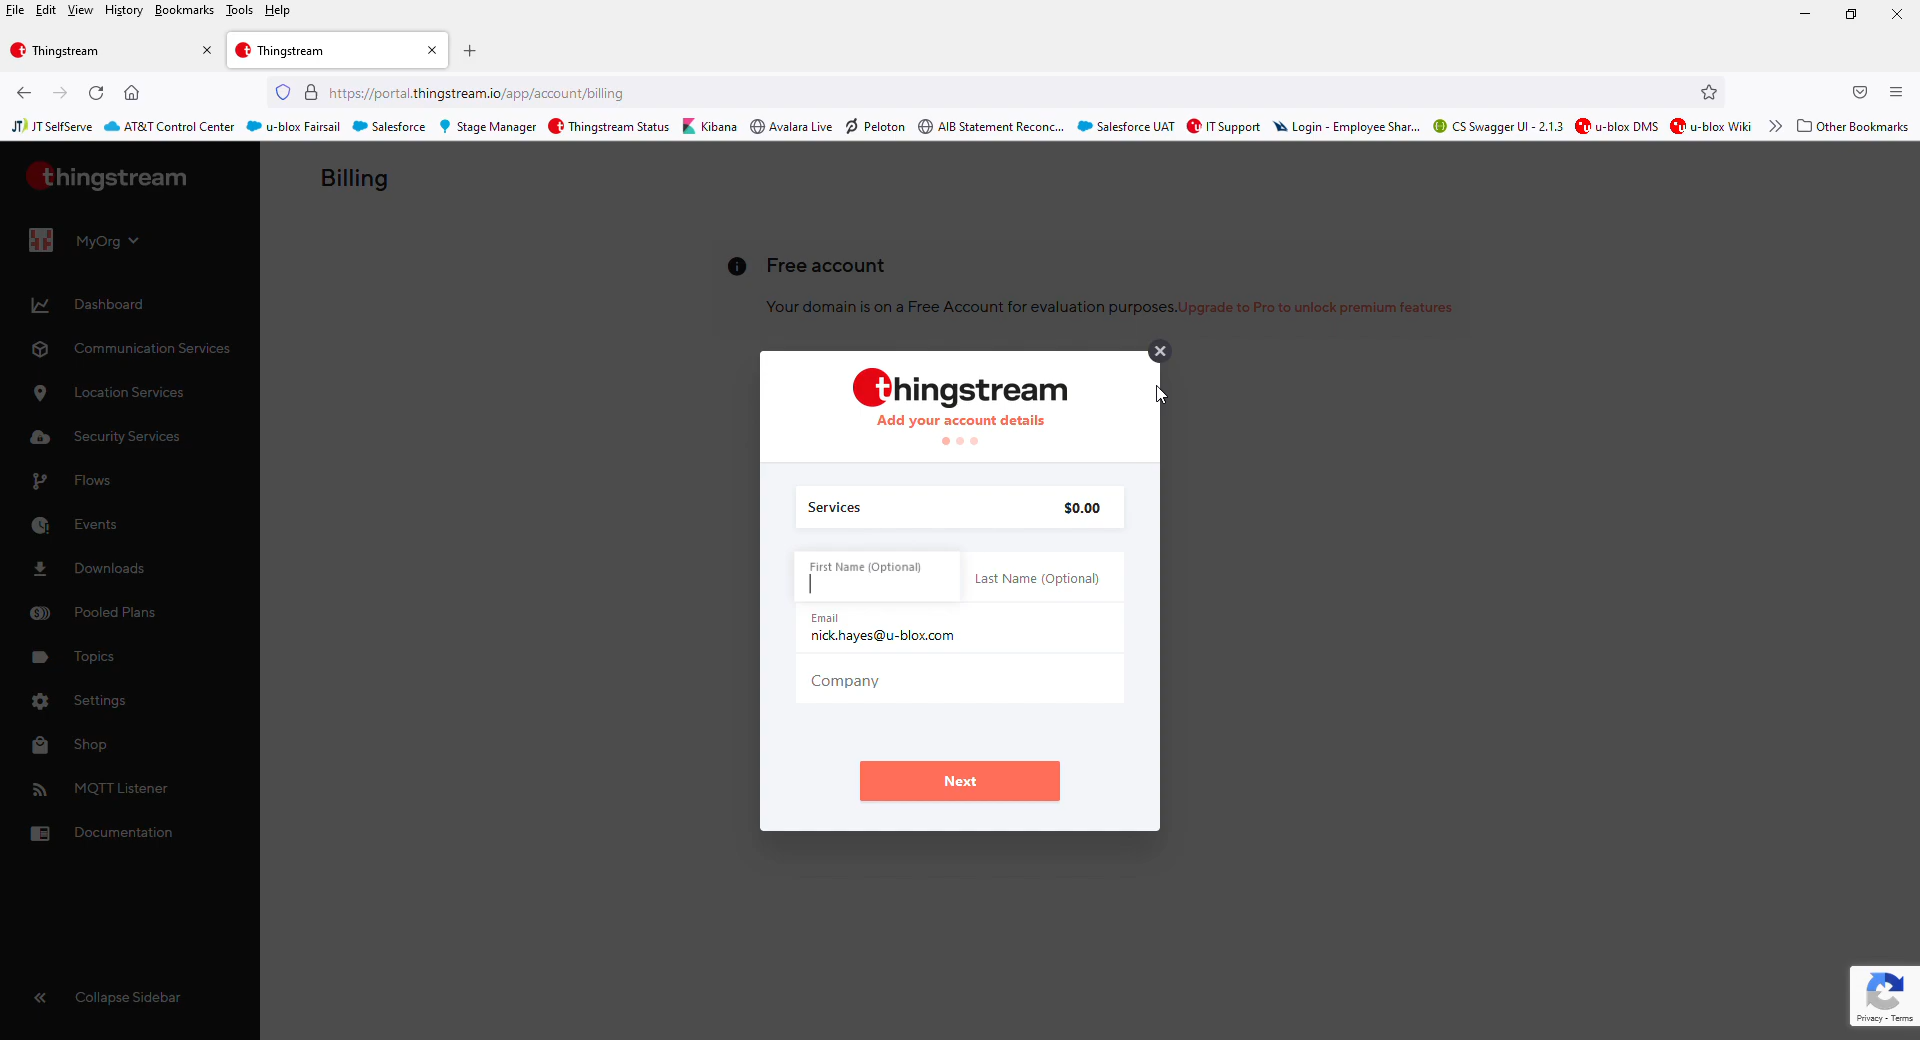 File Edit View History Bookmarks Tools Help
Thingstream
Thingstream
https://portal.thingstream.io/app/account/billing
JT SelfServe AT&T Control Center u-blox Fairsail Salesforce Stage Manager Thingstream Status Kibana Avalara Live Peloton AIB Statement Reconc... Salesforce UAT IT Support Login - Employee Shar... CS Swagger UI - 2.1.3 u-blox DMS u-blox Wiki Other Bookmarks
thingstream
MyOrg
Dashboard
Communication Services
Location Services
Security Services
Flows
Events
Downloads
Pooled Plans
Topics
Settings
Shop
MQTT Listener
Documentation
Collapse Sidebar
Billing
Free account
Your domain is on a Free Account for evaluation purposes.Upgrade to Pro to unlock premium features
thingstream
Add your account details
Services $0.00
First Name (Optional)
Last Name (Optional)
Email
nick.hayes@u-blox.com
Company
Next
Privacy - Terms